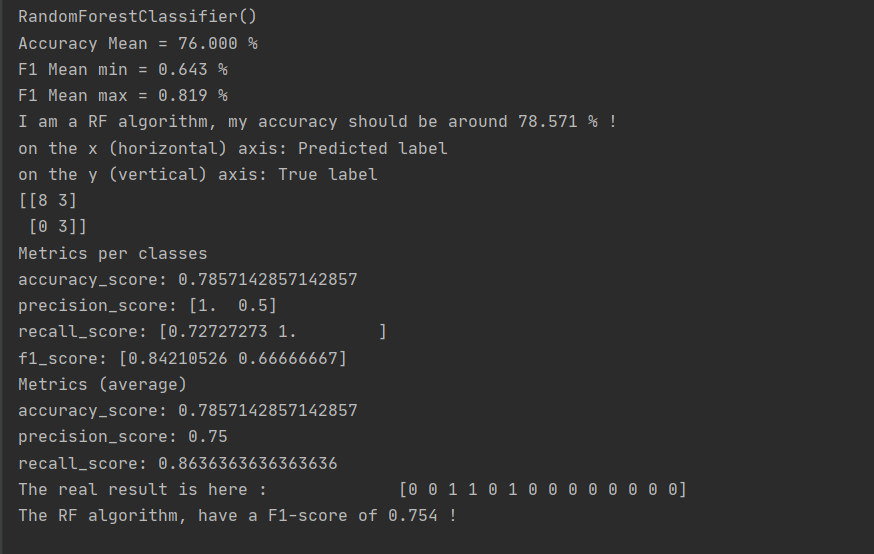 RandomForestClassifier()
Accuracy Mean = 76.000 %
F1 Mean min = 0.643 %
F1 Mean max = 0.819 %
I am a RF algorithm, my accuracy should be around 78.571 % !
on the x (horizontal) axis: Predicted label
on the y (vertical) axis: True label
[[8 3]
 [0 3]]
Metrics per classes
accuracy_score: 0.7857142857142857
precision_score: [1.  0.5]
recall_score: [0.72727273 1.        ]
f1_score: [0.84210526 0.66666667]
Metrics (average)
accuracy_score: 0.7857142857142857
precision_score: 0.75
recall_score: 0.8636363636363636
The real result is here :             [0 0 1 1 0 1 0 0 0 0 0 0 0 0]
The RF algorithm, have a F1-score of 0.754 !